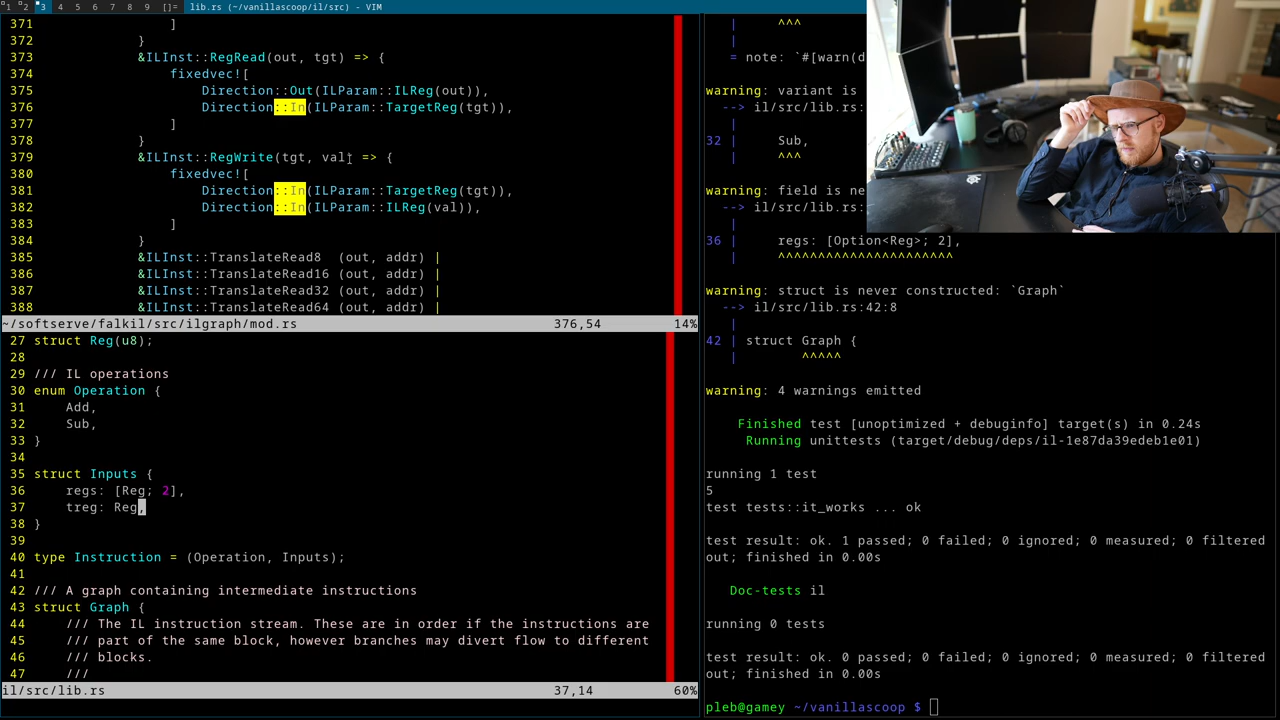 1 2 3 4 5 6 7 8 9 []= lib.rs (~/vanillascoop/il/src) - VIM
371 ]
372 }
373 &ILInst::RegRead(out, tgt) => {
374 fixedvec![
375 Direction::Out(ILParam::ILReg(out)),
376 Direction::In(ILParam::TargetReg(tgt)),
377 ]
378 }
379 &ILInst::RegWrite(tgt, val) => {
380 fixedvec![
381 Direction::In(ILParam::TargetReg(tgt)),
382 Direction::In(ILParam::ILReg(val)),
383 ]
384 }
385 &ILInst::TranslateRead8  (out, addr) |
386 &ILInst::TranslateRead16 (out, addr) |
387 &ILInst::TranslateRead32 (out, addr) |
388 &ILInst::TranslateRead64 (out, addr) |
~/softserve/falkil/src/ilgraph/mod.rs 376,54 14%
27 struct Reg(u8);
28
29 /// IL operations
30 enum Operation {
31 Add,
32 Sub,
33 }
34
35 struct Inputs {
36 regs: [Reg; 2],
37 treg: Reg,
38 }
39
40 type Instruction = (Operation, Inputs);
41
42 /// A graph containing intermediate instructions
43 struct Graph {
44 /// The IL instruction stream. These are in order if the instructions are
45 /// part of the same block, however branches may divert flow to different
46 /// blocks.
47 ///
il/src/lib.rs 37,14 60%
| ^^^
|
= note: `#[warn(d
warning: variant is
--> il/src/lib.rs:
|
32 | Sub,
| ^^^
warning: field is ne
--> il/src/lib.rs:
|
36 | regs: [Option<Reg>; 2],
| ^^^^^^^^^^^^^^^^^^^^^^
warning: struct is never constructed: `Graph`
--> il/src/lib.rs:42:8
|
42 | struct Graph {
| ^^^^^
warning: 4 warnings emitted
Finished test [unoptimized + debuginfo] target(s) in 0.24s
Running unittests (target/debug/deps/il-1e87da39edeb1e01)
running 1 test
5
test tests::it_works ... ok
test result: ok. 1 passed; 0 failed; 0 ignored; 0 measured; 0 filtered
out; finished in 0.00s
Doc-tests il
running 0 tests
test result: ok. 0 passed; 0 failed; 0 ignored; 0 measured; 0 filtered
out; finished in 0.00s
pleb@gamey ~/vanillascoop $